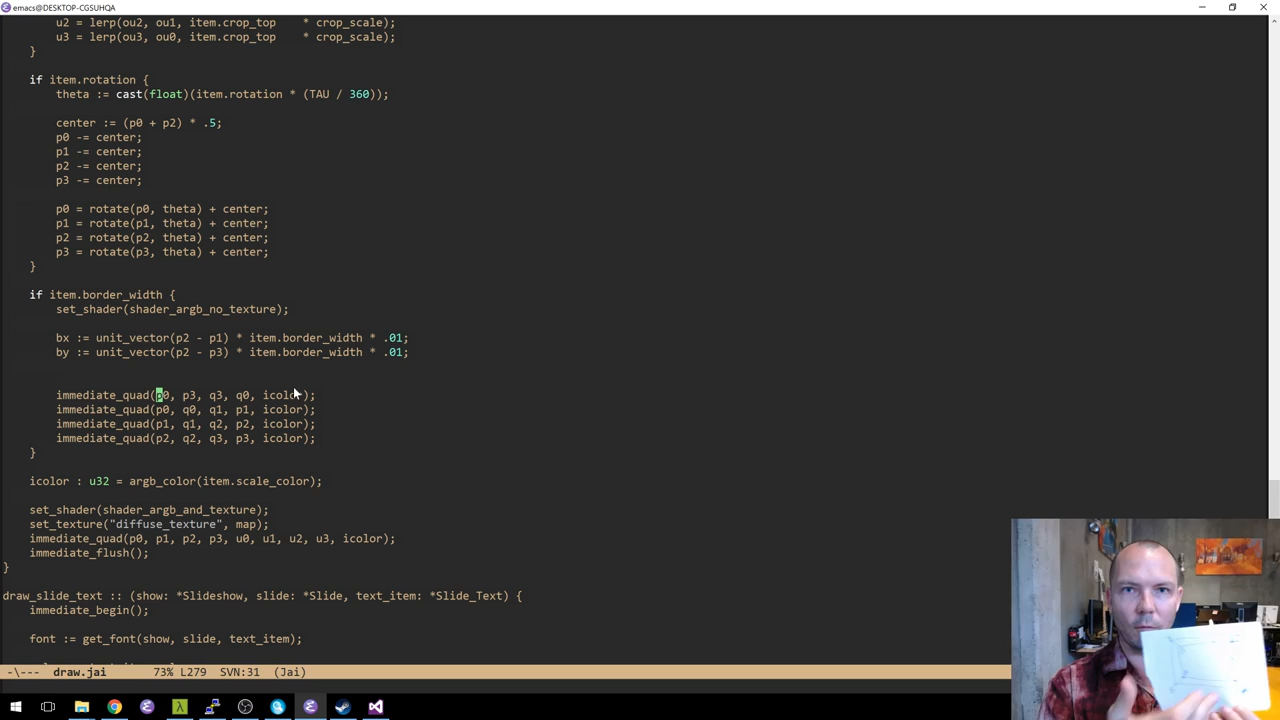 emacs@DESKTOP-CGSUHQA
u2 = lerp(ou2, ou1, item.crop_top    * crop_scale);
u3 = lerp(ou3, ou0, item.crop_top    * crop_scale);
}
if item.rotation {
theta := cast(float)(item.rotation * (TAU / 360));
center := (p0 + p2) * .5;
p0 -= center;
p1 -= center;
p2 -= center;
p3 -= center;
p0 = rotate(p0, theta) + center;
p1 = rotate(p1, theta) + center;
p2 = rotate(p2, theta) + center;
p3 = rotate(p3, theta) + center;
}
if item.border_width {
set_shader(shader_argb_no_texture);
bx := unit_vector(p2 - p1) * item.border_width * .01;
by := unit_vector(p2 - p3) * item.border_width * .01;
immediate_quad(p0, p3, q3, q0, icolor);
immediate_quad(p0, q0, q1, p1, icolor);
immediate_quad(p1, q1, q2, p2, icolor);
immediate_quad(p2, q2, q3, p3, icolor);
}
icolor : u32 = argb_color(item.scale_color);
set_shader(shader_argb_and_texture);
set_texture("diffuse_texture", map);
immediate_quad(p0, p1, p2, p3, u0, u1, u2, u3, icolor);
immediate_flush();
}
draw_slide_text :: (show: *Slideshow, slide: *Slide, text_item: *Slide_Text) {
immediate_begin();
font := get_font(show, slide, text_item);
-\---  draw.jai      73% L279  SVN:31  (Jai)